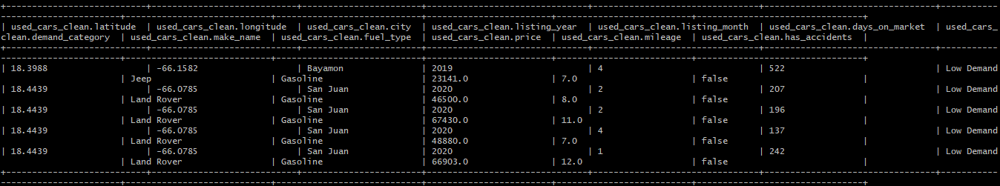 | used_cars_clean.latitude | used_cars_clean.longitude | used_cars_clean.city | used_cars_clean.listing_year | used_cars_clean.listing_month | used_cars_clean.days_on_market | used_cars_
clean.demand_category | used_cars_clean.make_name | used_cars_clean.fuel_type | used_cars_clean.price | used_cars_clean.mileage | used_cars_clean.has_accidents |
| 18.3988 | -66.1582 | Bayamon | 2019 | 4 | 522 | Low Demand
| Jeep | Gasoline | 23141.0 | 7.0 | false |
| 18.4439 | -66.0785 | San Juan | 2020 | 2 | 207 | Low Demand
| Land Rover | Gasoline | 46500.0 | 8.0 | false |
| 18.4439 | -66.0785 | San Juan | 2020 | 2 | 196 | Low Demand
| Land Rover | Gasoline | 67430.0 | 11.0 | false |
| 18.4439 | -66.0785 | San Juan | 2020 | 4 | 137 | Low Demand
| Land Rover | Gasoline | 48880.0 | 7.0 | false |
| 18.4439 | -66.0785 | San Juan | 2020 | 1 | 242 | Low Demand
| Land Rover | Gasoline | 66903.0 | 12.0 | false |